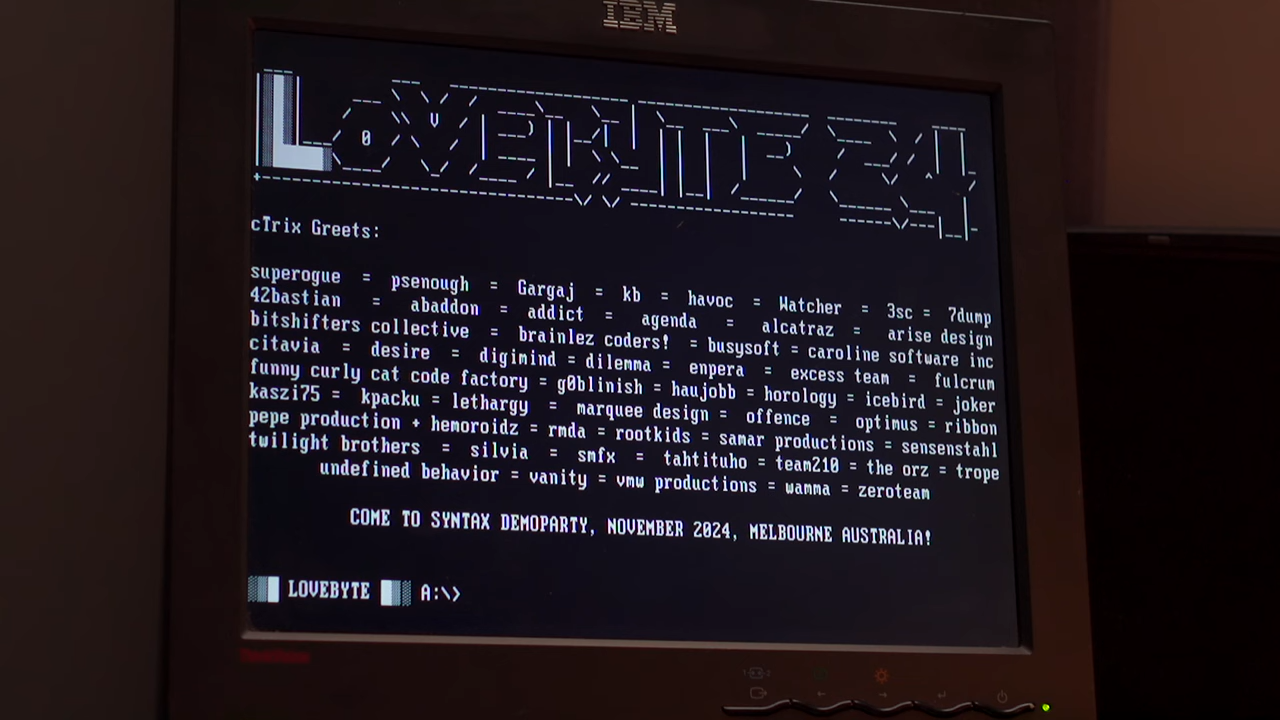 IBM
LOVEBYTE 24
cTrix Greets:
superogue = psenough = Gargaj = kb = havoc = Watcher = 3sc = 7dump
42bastian = abaddon = addict = agenda = alcatraz = arise design
bitshifters collective = brainlez coders! = busysoft = caroline software inc
citavia = desire = digimind = dilemma = enpera = excess team = fulcrum
funny curly cat code factory = g0blinish = haujobb = horology = icebird = joker
kaszi75 = kpacku = lethargy = marquee design = offence = optimus = ribbon
pepe production + hemoroidz = rmda = rootkids = samar productions = sensenstahl
twilight brothers = silvia = smfx = tahtituho = team210 = the orz = trope
undefined behavior = vanity = vmw productions = wamma = zeroteam
COME TO SYNTAX DEMOPARTY, NOVEMBER 2024, MELBOURNE AUSTRALIA!
LOVEBYTE A:\>